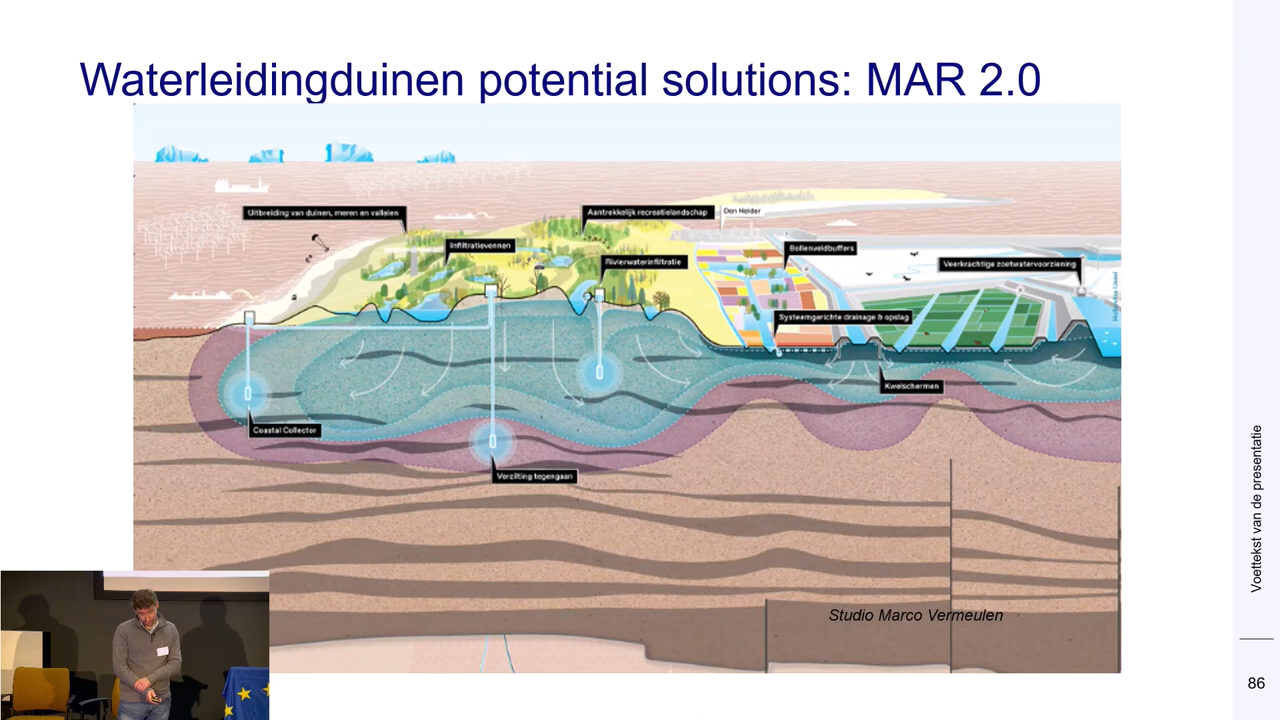 Waterleidingduinen potential solutions: MAR 2.0
Uitbreiding van duinen, meren en valleien
Aantrekkelijk recreatielandschap
Den Helder
Infiltratievennen
Rivierwaterinfiltratie
Bollenveldbuffers
Veerkrachtige zoetwatervoorziening
Systeemgerichte drainage & opslag
Kwelschermen
Coastal Collector
Verzilting tegengaan
Studio Marco Vermeulen
Voettekst van de presentatie
86